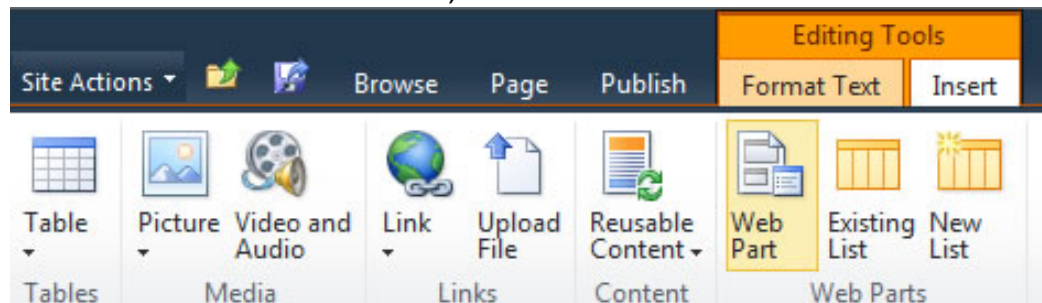 Editing Tools
Site Actions Browse Page Publish Format Text Insert
Table Picture Video and Audio Link Upload File Reusable Content Web Part Existing List New List
Tables Media Links Content Web Parts